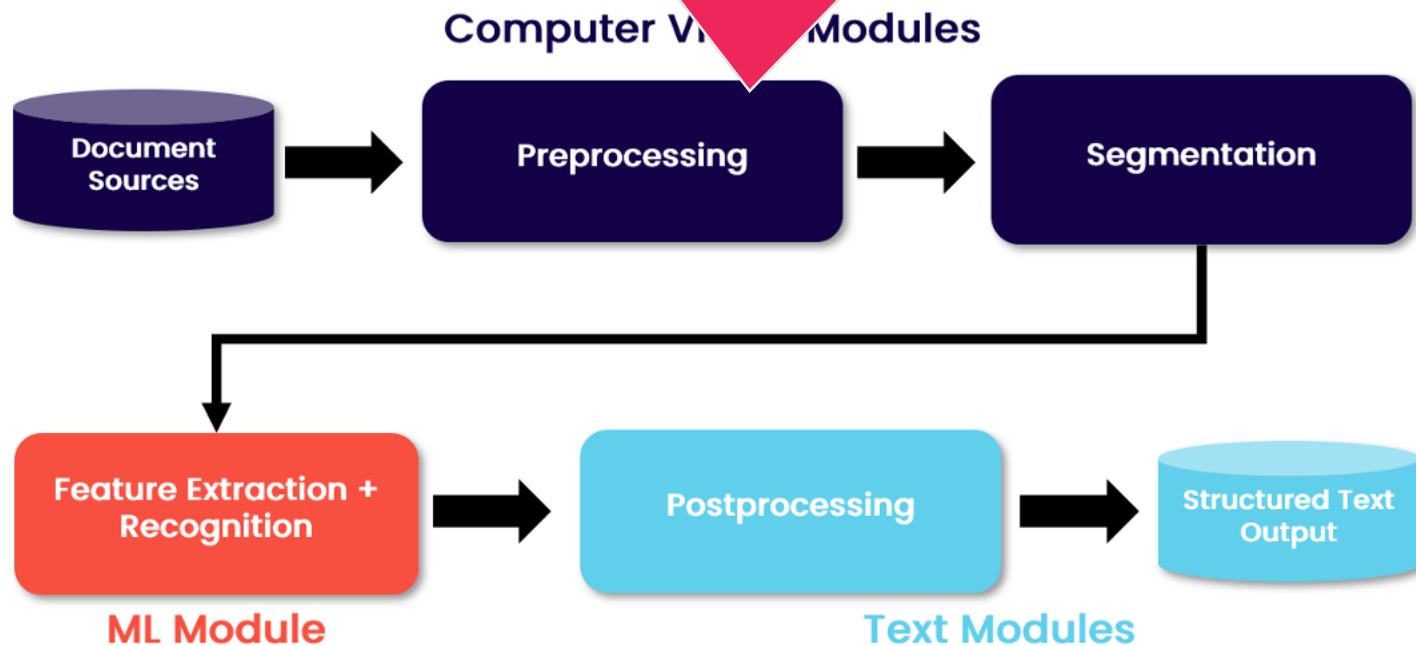 Computer Modules
Document
Sources
Preprocessing
Segmentation
Feature Extraction +
Recognition
Postprocessing
Structured Text
Output
ML Module
Text Modules